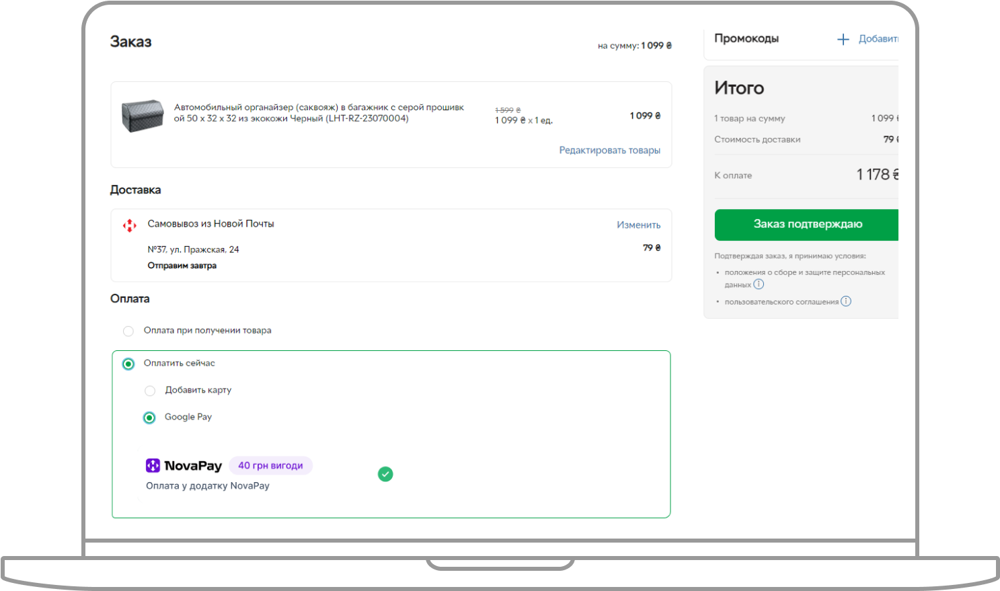 Заказ
на сумму: 1 099 ₴
Автомобильный органайзер (саквояж) в багажник с серой прошивк
ой 50 x 32 x 32 из экокожи Черный (LHT-RZ-23070004)
1 599 ₴
1 099 ₴ x 1 ед.
1 099 ₴
Редактировать товары
Доставка
Самовывоз из Новой Почты
Изменить
№37, ул. Пражская, 24
79 ₴
Отправим завтра
Оплата
Оплата при получении товара
Оплатить сейчас
Добавить карту
Google Pay
NovaPay 40 грн вигоди
Оплата у додатку NovaPay
Промокоды
Добавить
Итого
1 товар на сумму 1 099 ₴
Стоимость доставки 79 ₴
К оплате 1 178 ₴
Заказ подтверждаю
Подтверждая заказ, я принимаю условия:
• положения о сборе и защите персональных
данных
• пользовательского соглашения